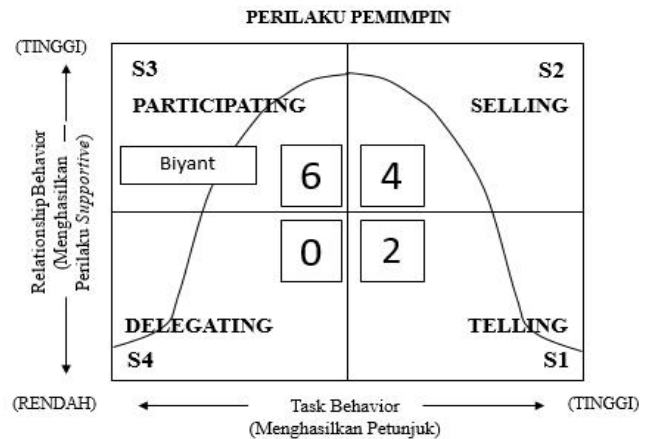 PERILAKU PEMIMPIN
(TINGGI)
S3
S2
PARTICIPATING
SELLING
Biyant
6
4
Relationship Behavior
(Menghasilkan
Perilaku Supportive)
0
2
DELEGATING
TELLING
S4
S1
(RENDAH)
Task Behavior
(TINGGI)
(Menghasilkan Petunjuk)